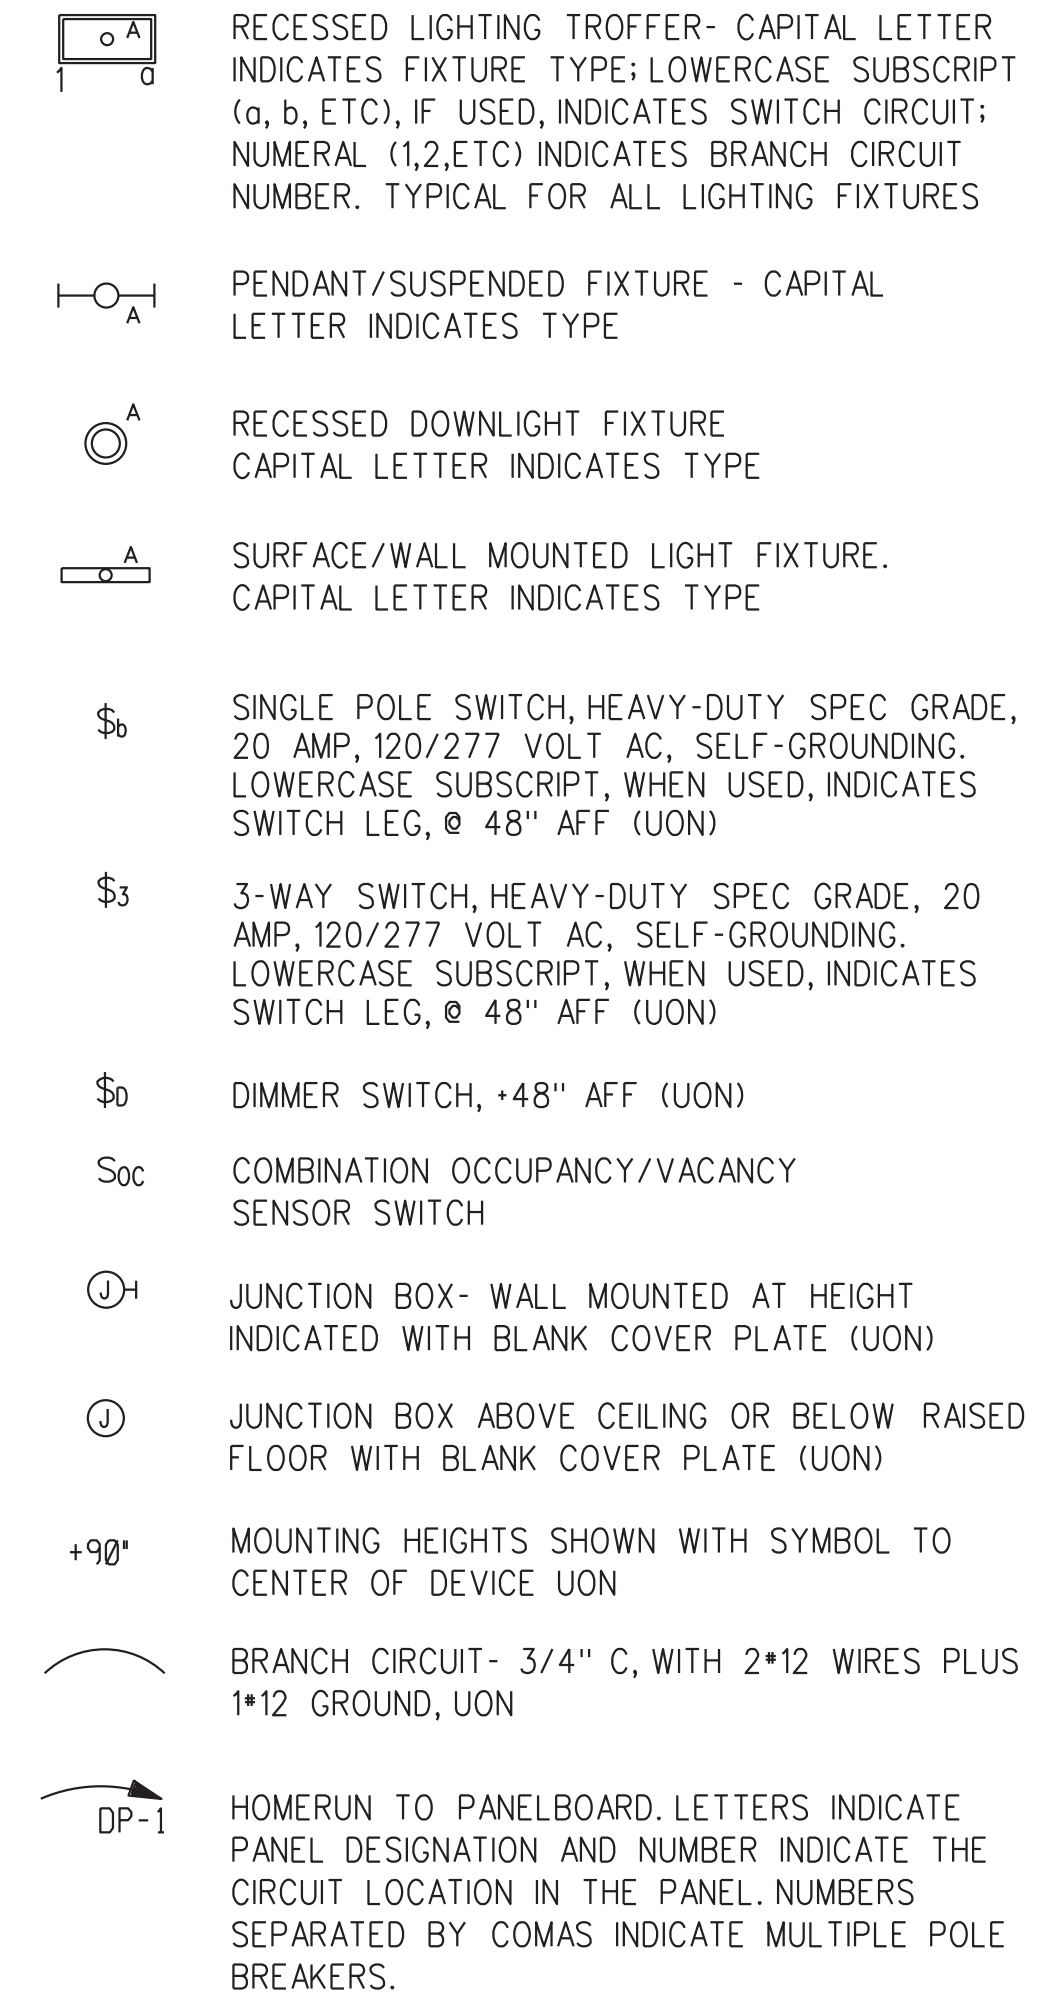 A
1 a
RECESSED LIGHTING TROFFER- CAPITAL LETTER
INDICATES FIXTURE TYPE; LOWERCASE SUBSCRIPT
(a, b, ETC), IF USED, INDICATES SWITCH CIRCUIT;
NUMERAL (1,2,ETC) INDICATES BRANCH CIRCUIT
NUMBER. TYPICAL FOR ALL LIGHTING FIXTURES
A
PENDANT/SUSPENDED FIXTURE - CAPITAL
LETTER INDICATES TYPE
A
RECESSED DOWNLIGHT FIXTURE
CAPITAL LETTER INDICATES TYPE
A
SURFACE/WALL MOUNTED LIGHT FIXTURE.
CAPITAL LETTER INDICATES TYPE
$b
SINGLE POLE SWITCH, HEAVY-DUTY SPEC GRADE,
20 AMP, 120/277 VOLT AC, SELF-GROUNDING.
LOWERCASE SUBSCRIPT, WHEN USED, INDICATES
SWITCH LEG, @ 48" AFF (UON)
$3
3-WAY SWITCH, HEAVY-DUTY SPEC GRADE, 20
AMP, 120/277 VOLT AC, SELF-GROUNDING.
LOWERCASE SUBSCRIPT, WHEN USED, INDICATES
SWITCH LEG, @ 48" AFF (UON)
$D
DIMMER SWITCH, +48" AFF (UON)
SOC
COMBINATION OCCUPANCY/VACANCY
SENSOR SWITCH
J
JUNCTION BOX- WALL MOUNTED AT HEIGHT
INDICATED WITH BLANK COVER PLATE (UON)
J
JUNCTION BOX ABOVE CEILING OR BELOW RAISED
FLOOR WITH BLANK COVER PLATE (UON)
+90"
MOUNTING HEIGHTS SHOWN WITH SYMBOL TO
CENTER OF DEVICE UON
BRANCH CIRCUIT- 3/4" C, WITH 2#12 WIRES PLUS
1#12 GROUND, UON
DP-1
HOMERUN TO PANELBOARD. LETTERS INDICATE
PANEL DESIGNATION AND NUMBER INDICATE THE
CIRCUIT LOCATION IN THE PANEL. NUMBERS
SEPARATED BY COMAS INDICATE MULTIPLE POLE
BREAKERS.